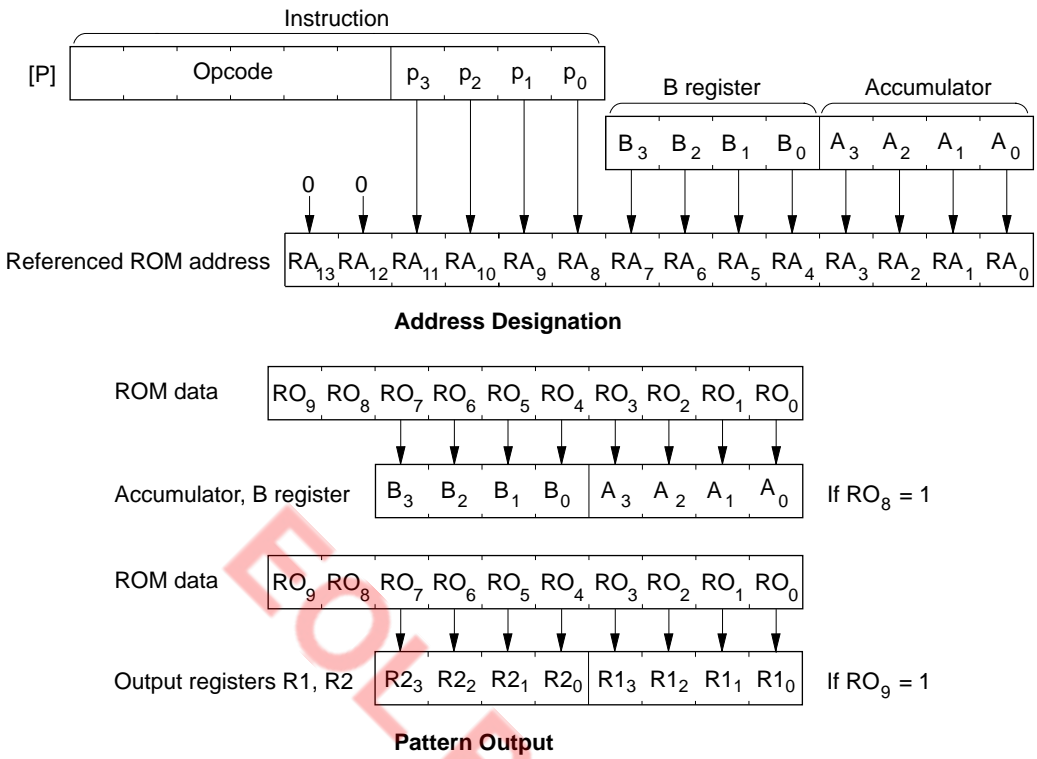 Instruction
[P] Opcode p3 p2 p1 p0
B register Accumulator
B3 B2 B1 B0 A3 A2 A1 A0
0 0
Referenced ROM address RA13 RA12 RA11 RA10 RA9 RA8 RA7 RA6 RA5 RA4 RA3 RA2 RA1 RA0
Address Designation
ROM data RO9 RO8 RO7 RO6 RO5 RO4 RO3 RO2 RO1 RO0
Accumulator, B register B3 B2 B1 B0 A3 A2 A1 A0 If RO8 = 1
ROM data RO9 RO8 RO7 RO6 RO5 RO4 RO3 RO2 RO1 RO0
Output registers R1, R2 R23 R22 R21 R20 R13 R12 R11 R10 If RO9 = 1
Pattern Output
EOL